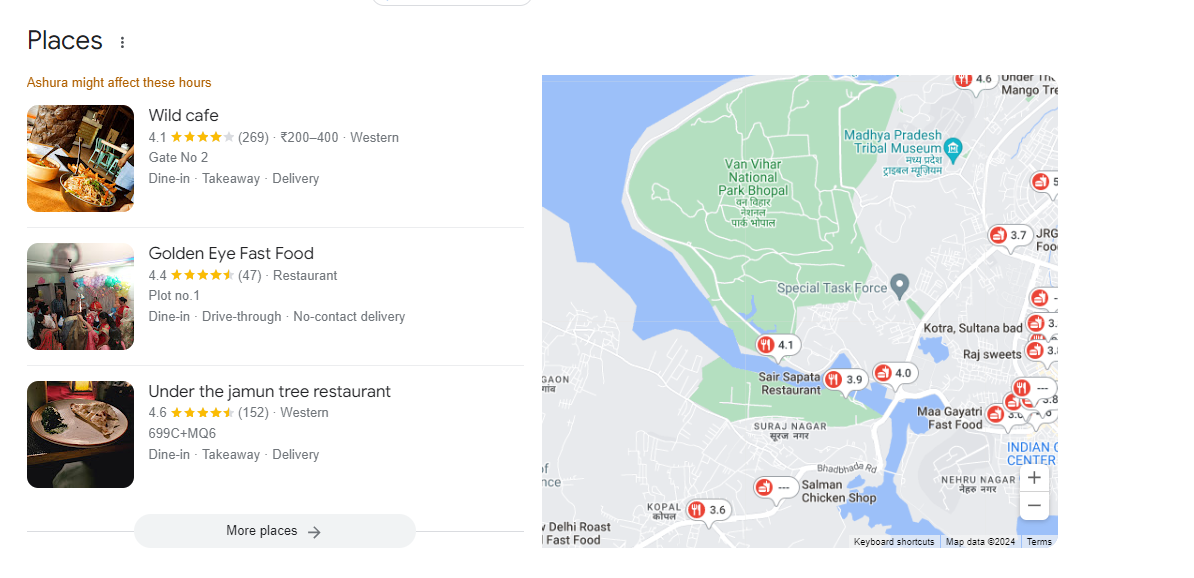 Places
Ashura might affect these hours
Wild cafe
4.1 (269) · ₹200–400 · Western
Gate No 2
Dine-in · Takeaway · Delivery
Golden Eye Fast Food
4.4 (47) · Restaurant
Plot no.1
Dine-in · Drive-through · No-contact delivery
Under the jamun tree restaurant
4.6 (152) · Western
699C+MQ6
Dine-in · Takeaway · Delivery
More places
4.6
Under The
Mango Tre
Madhya Pradesh
Tribal Museum
मध्य प्रदेश
ट्राइबल म्यूज़ियम
Van Vihar
National
Park Bhopal
वन विहार
नेशनल
पार्क भोपाल
5
3.7
JRG
Foo
Special Task Force
Kotra, Sultana bad
3.
Raj sweets
3.8
4.1
Sair Sapata
Restaurant
3.9
4.0
---
3.8
Maa Gayatri
Fast Food
GAON
गांव
SURAJ NAGAR
सूरज नगर
INDIAN C
CENTER
Bhadbhada Rd
of
nce
---
Salman
Chicken Shop
NEHRU NAGAR
नेहरू नगर
KOPAL
कोपल
3.6
Delhi Roast
Fast Food
+
−
Keyboard shortcuts
Map data ©2024
Terms